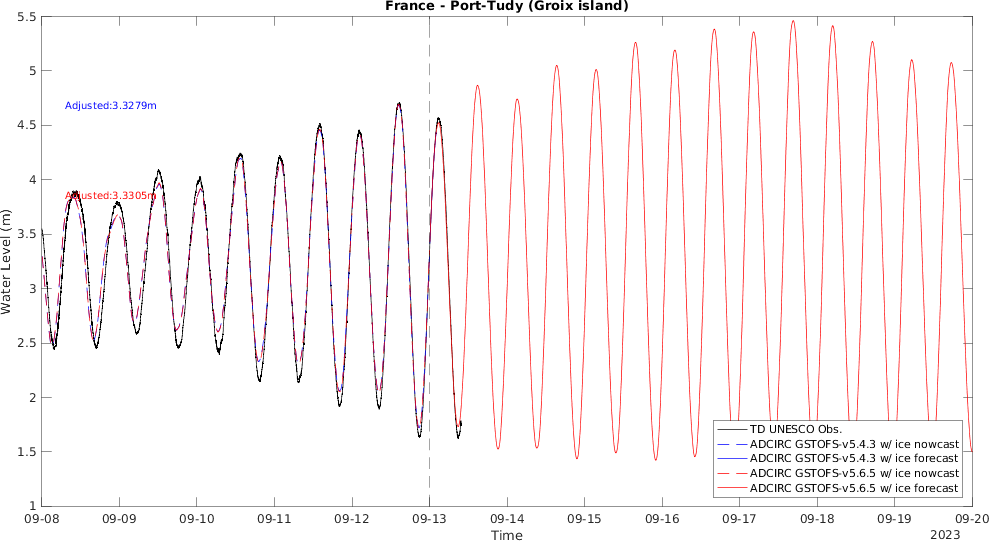 France - Port-Tudy (Groix island)
5.5
5
4.5
4
3.5
3
2.5
2
1.5
1
Water Level (m)
Adjusted:3.3279m
Adjusted:3.3305m
TD UNESCO Obs.
ADCIRC GSTOFS-v5.4.3 w/ ice nowcast
ADCIRC GSTOFS-v5.4.3 w/ ice forecast
ADCIRC GSTOFS-v5.6.5 w/ ice nowcast
ADCIRC GSTOFS-v5.6.5 w/ ice forecast
09-08 09-09 09-10 09-11 09-12 09-13 09-14 09-15 09-16 09-17 09-18 09-19 09-20
Time
2023